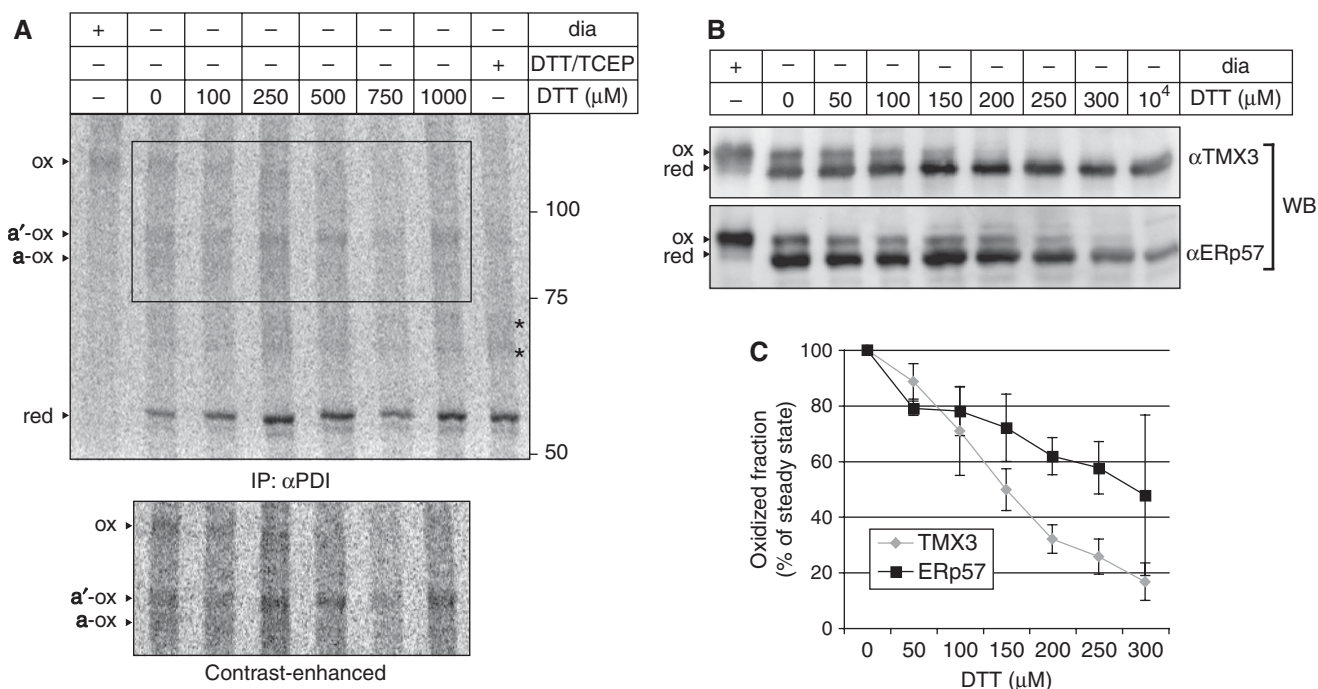 A
+ – – – – – – – dia
– – – – – – – + DTT/TCEP
– 0 100 250 500 750 1000 – DTT (μM)
ox
a′-ox
a-ox
red
100
75
50
*
*
IP: αPDI
ox
a′-ox
a-ox
Contrast-enhanced
B
+ – – – – – – – – dia
– 0 50 100 150 200 250 300 10⁴ DTT (μM)
ox
red
αTMX3
ox
red
αERp57
WB
C
Oxidized fraction
(% of steady state)
100
80
60
40
20
0
TMX3
ERp57
0 50 100 150 200 250 300
DTT (μM)